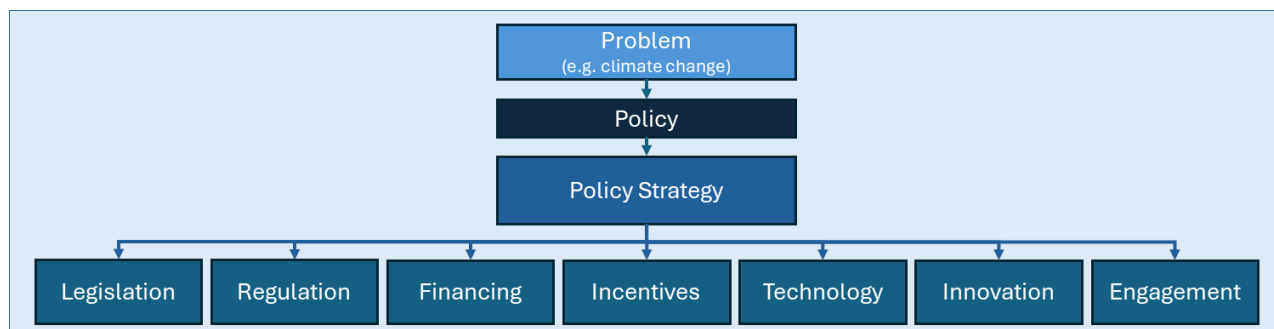 Problem
(e.g. climate change)
Policy
Policy Strategy
Legislation
Regulation
Financing
Incentives
Technology
Innovation
Engagement